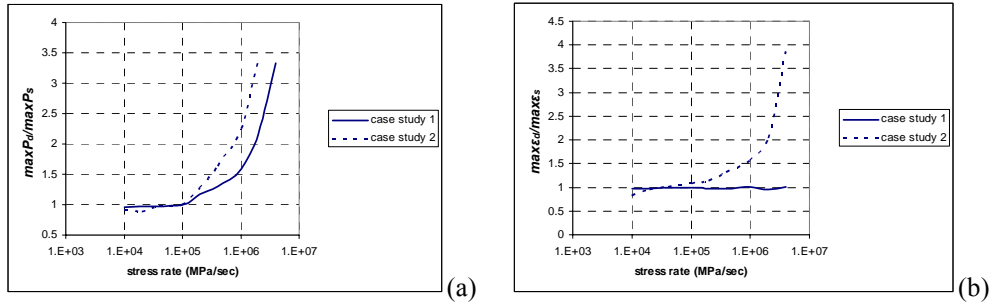 4
3.5
3
2.5
2
1.5
1
0.5
maxPd/maxPs
1.E+03 1.E+04 1.E+05 1.E+06 1.E+07
stress rate (MPa/sec)
case study 1
case study 2
(a)
4.5
4
3.5
3
2.5
2
1.5
1
0.5
0
maxεd/maxεs
1.E+03 1.E+04 1.E+05 1.E+06 1.E+07
stress rate (MPa/sec)
case study 1
case study 2
(b)